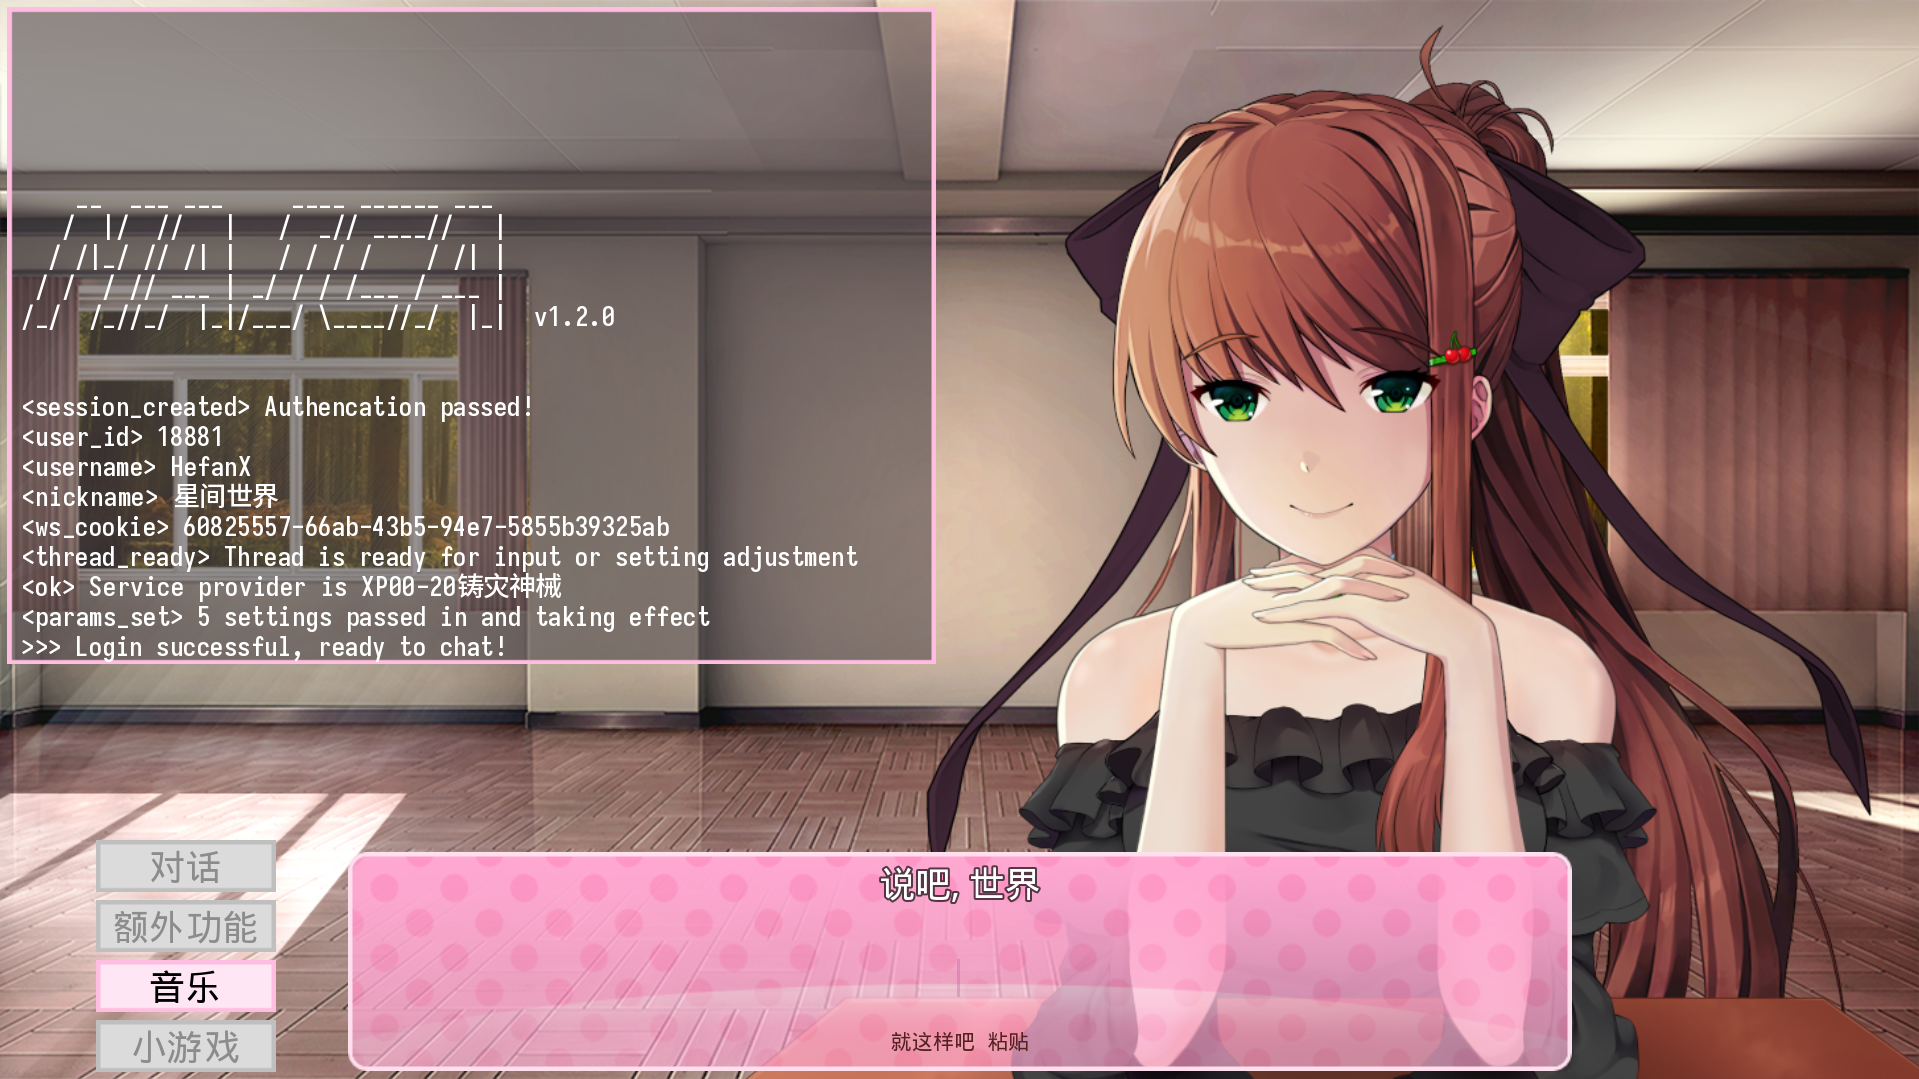 v1.2.0
<session_created> Authencation passed!
<user_id> 18881
<username> HefanX
<nickname> 星间世界
<ws_cookie> 60825557-66ab-43b5-94e7-5855b39325ab
<thread_ready> Thread is ready for input or setting adjustment
<ok> Service provider is XP00-20铸灾神械
<params_set> 5 settings passed in and taking effect
>>> Login successful, ready to chat!
对话
额外功能
音乐
小游戏
说吧, 世界
就这样吧 粘贴